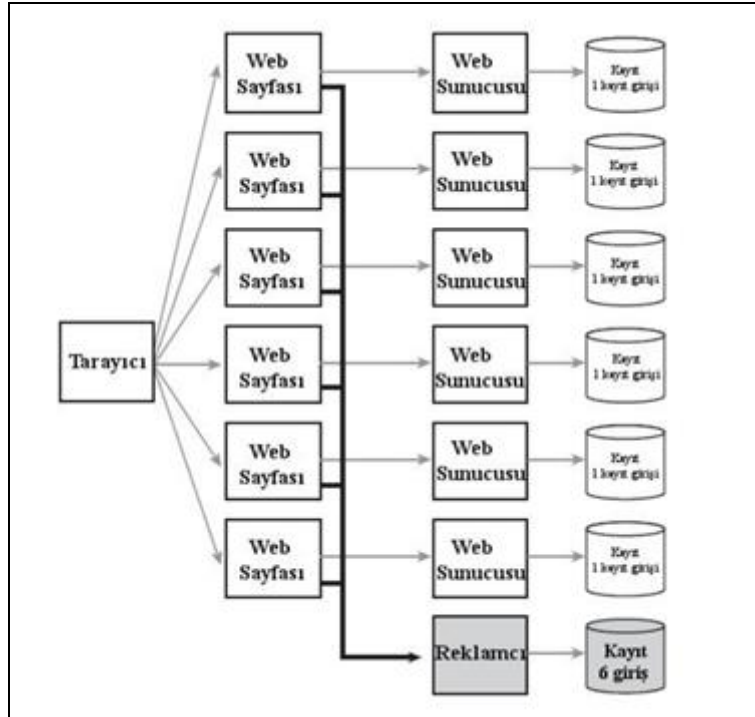 Web
Sayfası
Web
Sunucusu
Kayıt
1 kayıt girişi
Web
Sayfası
Web
Sunucusu
Kayıt
1 kayıt girişi
Web
Sayfası
Web
Sunucusu
Kayıt
1 kayıt girişi
Tarayıcı
Web
Sayfası
Web
Sunucusu
Kayıt
1 kayıt girişi
Web
Sayfası
Web
Sunucusu
Kayıt
1 kayıt girişi
Web
Sayfası
Web
Sunucusu
Kayıt
1 kayıt girişi
Reklamcı
Kayıt
6 giriş